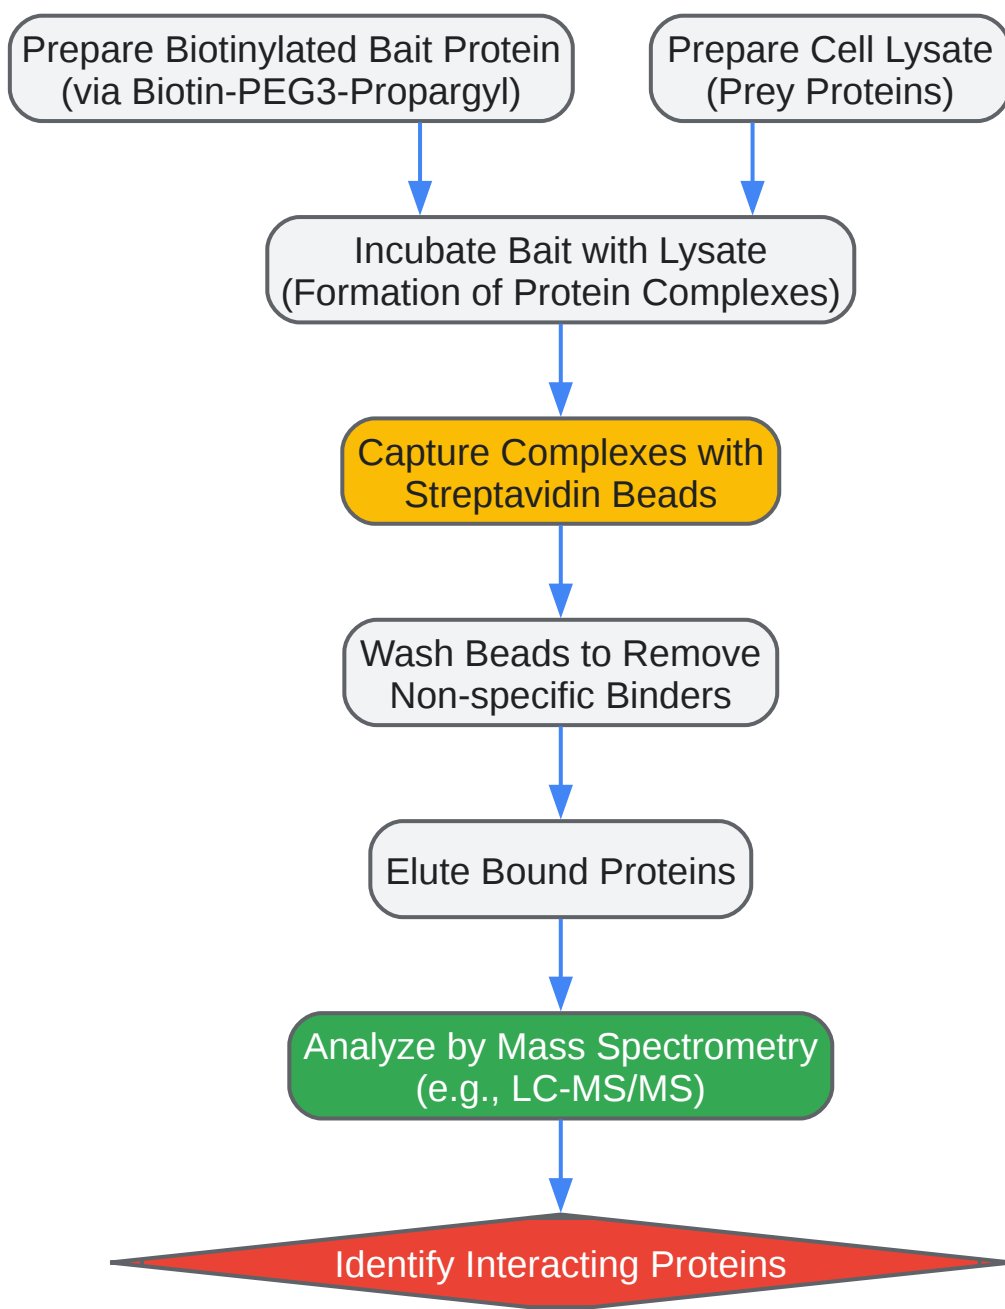 Prepare Biotinylated Bait Protein
(via Biotin-PEG3-Propargyl)
Prepare Cell Lysate
(Prey Proteins)
Incubate Bait with Lysate
(Formation of Protein Complexes)
Capture Complexes with
Streptavidin Beads
Wash Beads to Remove
Non-specific Binders
Elute Bound Proteins
Analyze by Mass Spectrometry
(e.g., LC-MS/MS)
Identify Interacting Proteins